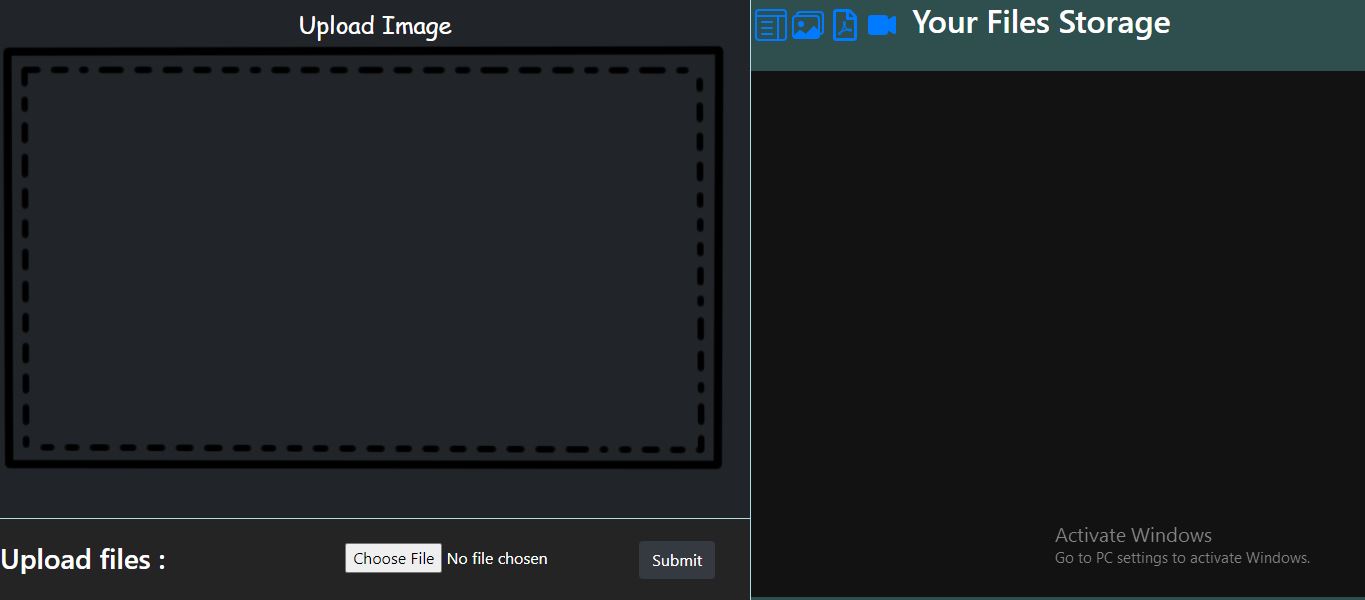 Upload Image
Your Files Storage
Upload files :
Choose File No file chosen
Submit
Activate Windows
Go to PC settings to activate Windows.